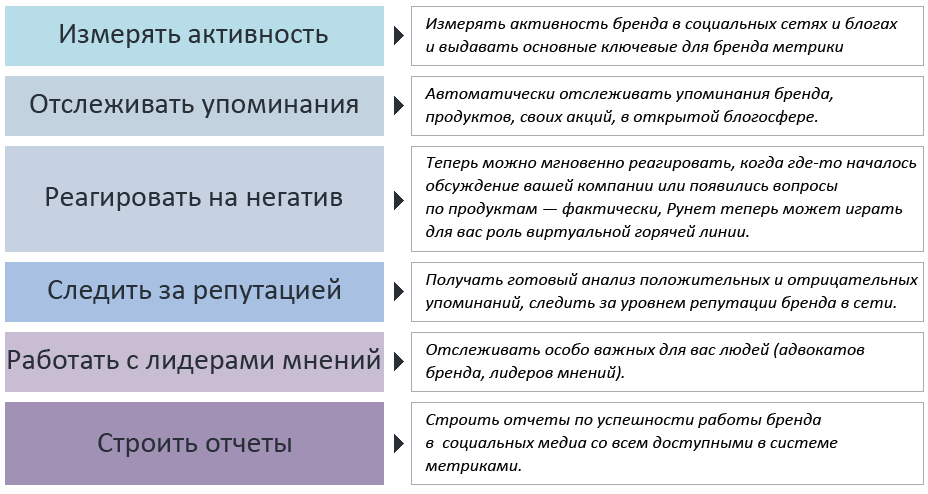 Измерять активность
Измерять активность бренда в социальных сетях и блогах
и выдавать основные ключевые для бренда метрики
Отслеживать упоминания
Автоматически отслеживать упоминания бренда,
продуктов, своих акций, в открытой блогосфере.
Реагировать на негатив
Теперь можно мгновенно реагировать, когда где-то началось
обсуждение вашей компании или появились вопросы
по продуктам — фактически, Рунет теперь может играть
для вас роль виртуальной горячей линии.
Следить за репутацией
Получать готовый анализ положительных и отрицательных
упоминаний, следить за уровнем репутации бренда в сети.
Работать с лидерами мнений
Отслеживать особо важных для вас людей (адвокатов
бренда, лидеров мнений).
Строить отчеты
Строить отчеты по успешности работы бренда
в  социальных медиа со всем доступными в системе
метриками.